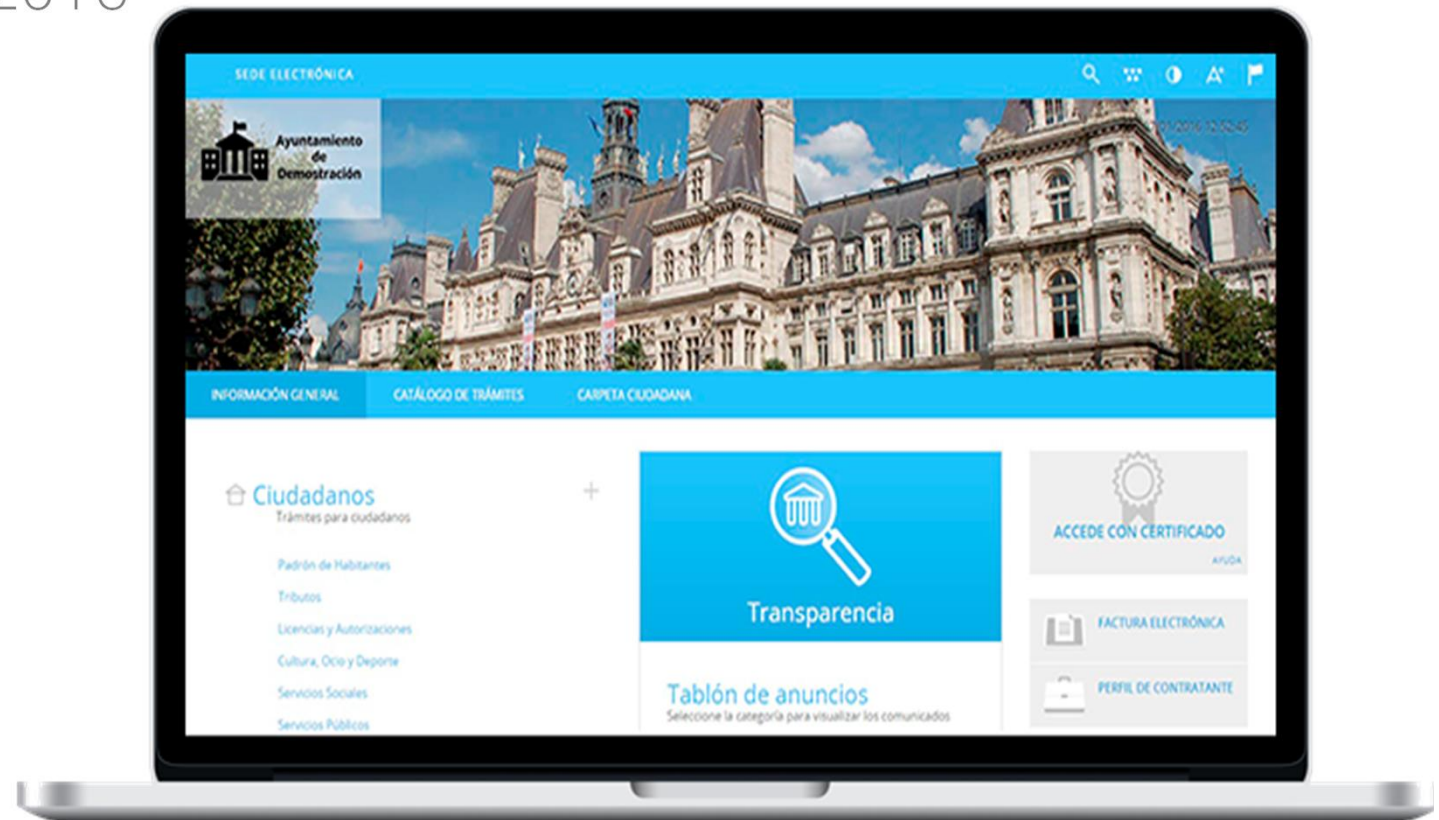 SEDE ELECTRÓNICA
Ayuntamiento
de
Demostración
INFORMACIÓN GENERAL
CATÁLOGO DE TRÁMITES
CARPETA CIUDADANA
Ciudadanos
Trámites para ciudadanos
Padrón de Habitantes
Tributos
Licencias y Autorizaciones
Cultura, Ocio y Deporte
Servicios Sociales
Servicios Públicos
Transparencia
Tablón de anuncios
Seleccione la categoría para visualizar los comunicados
ACCEDE CON CERTIFICADO
AYUDA
FACTURA ELECTRÓNICA
PERFIL DE CONTRATANTE